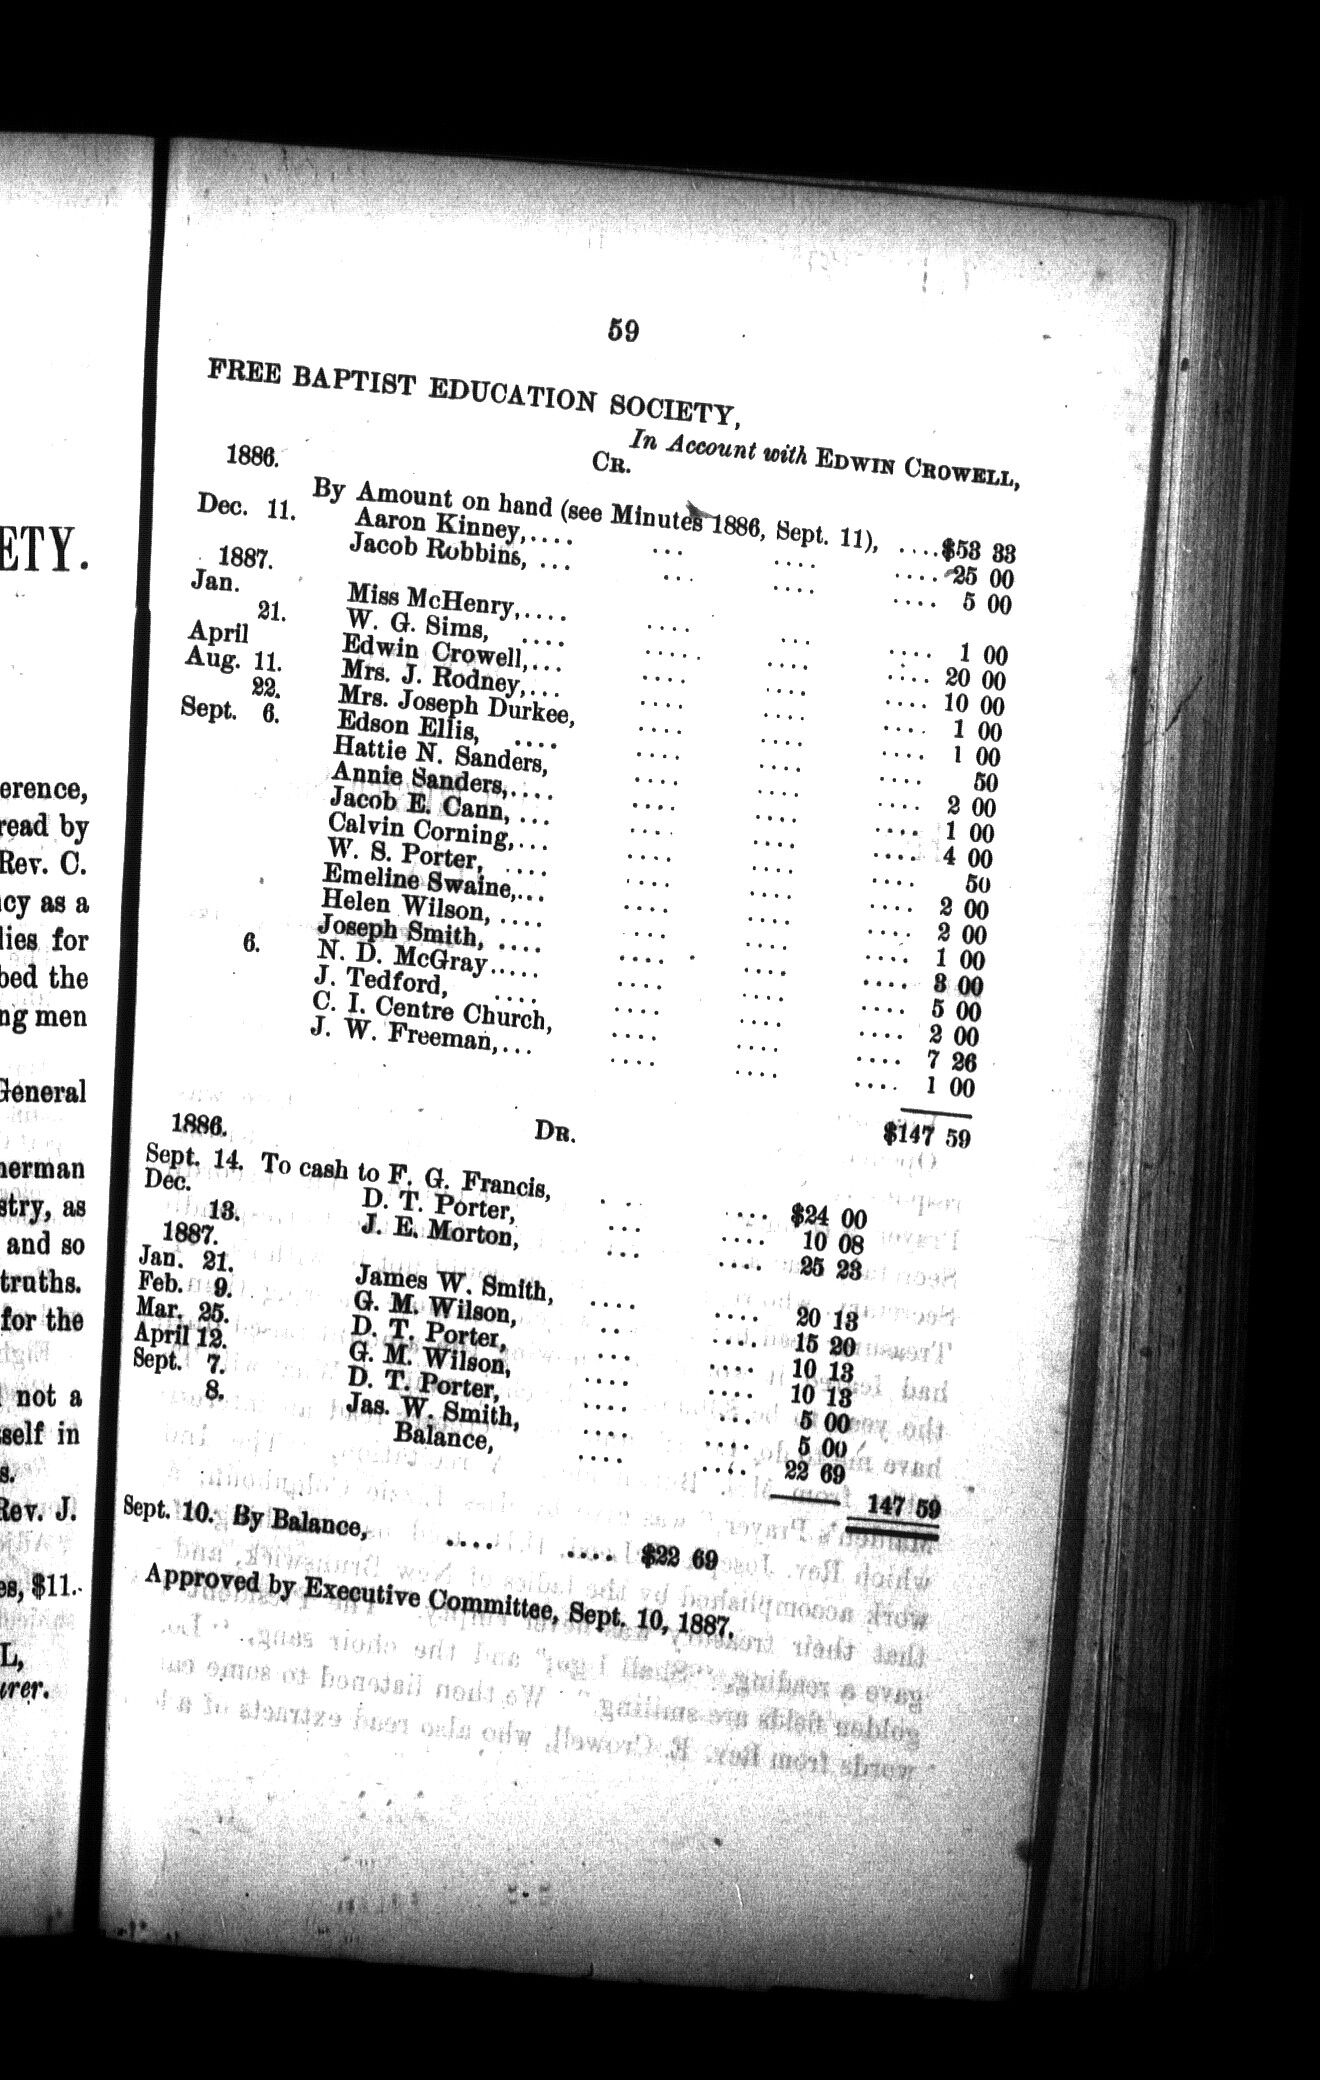 ETY.
erence,
read by
Rev. C.
cy as a
lies for
bed the
ng men
General
herman
stry, as
and so
truths.
for the
not a
self in
s.
Rev. J.
es, $11.
L,
urer.
59
FREE BAPTIST EDUCATION SOCIETY,
In Account with EDWIN CROWELL,
1886. CR.
By Amount on hand (see Minutes 1886, Sept. 11), .... $53 33
Dec. 11. Aaron Kinney,.... ... .... .... 25 00
Jacob Robbins, ... ... .... .... 5 00
1887.
Jan. Miss McHenry,.... .... ... .... 1 00
21. W. G. Sims, .... .... .... .... 20 00
April Edwin Crowell,... .... .... .... 10 00
Aug. 11. Mrs. J. Rodney,... .... .... .... 1 00
22. Mrs. Joseph Durkee, .... .... .... 1 00
Sept. 6. Edson Ellis, .... .... .... .... 50
Hattie N. Sanders, .... .... .... 2 00
Annie Sanders,.... .... .... .... 1 00
Jacob E. Cann, ... .... .... .... 4 00
Calvin Corning,... .... .... .... 50
W. S. Porter, .... .... .... .... 2 00
Emeline Swaine,... .... .... .... 2 00
Helen Wilson, .... .... .... .... 1 00
Joseph Smith, .... .... .... .... 3 00
6. N. D. McGray..... .... .... .... 5 00
J. Tedford, .... .... .... .... 2 00
C. I. Centre Church, .... .... .... 7 26
J. W. Freeman,... .... .... .... 1 00
$147 59
1886. DR.
Sept. 14. To cash to F. G. Francis, ... .... $24 00
Dec. D. T. Porter, ... .... 10 08
13. J. E. Morton, ... .... 25 23
1887.
Jan. 21. James W. Smith, .... .... 20 13
Feb. 9. G. M. Wilson, ... .... 15 20
Mar. 25. D. T. Porter, ... .... 10 13
April 12. G. M. Wilson, .... .... 10 13
Sept. 7. D. T. Porter, .... ... 5 00
8. Jas. W. Smith, .... .... 5 00
Balance, .... .... 22 69
147 59
Sept. 10. By Balance, .... .... $22 69
Approved by Executive Committee, Sept. 10, 1887.